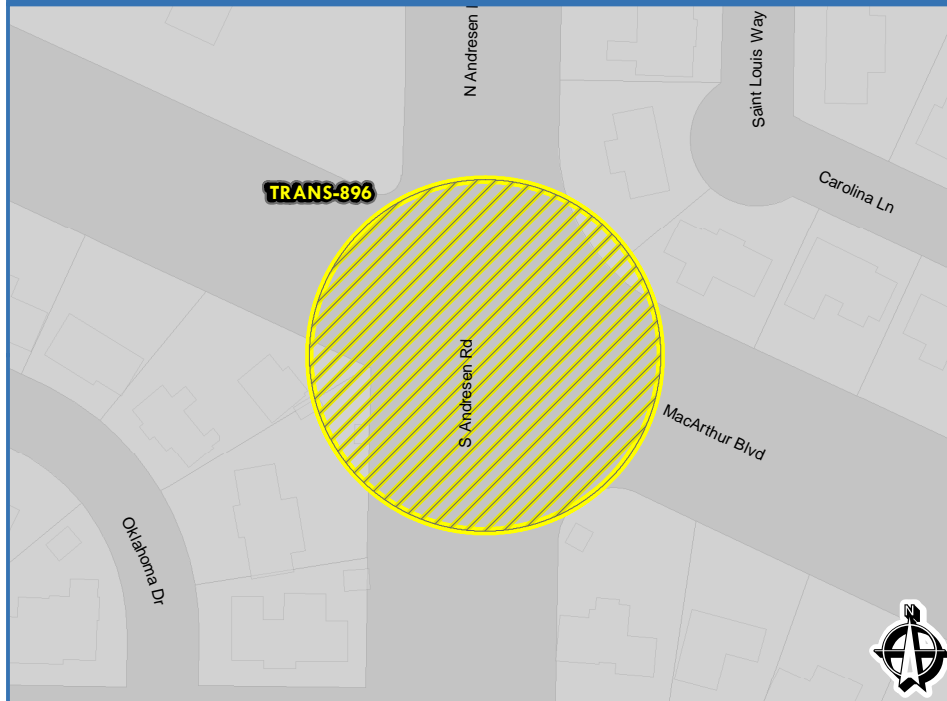 N Andresen
Saint Louis Way
TRANS-896
Carolina Ln
S Andresen Rd
MacArthur Blvd
Oklahoma Dr
N